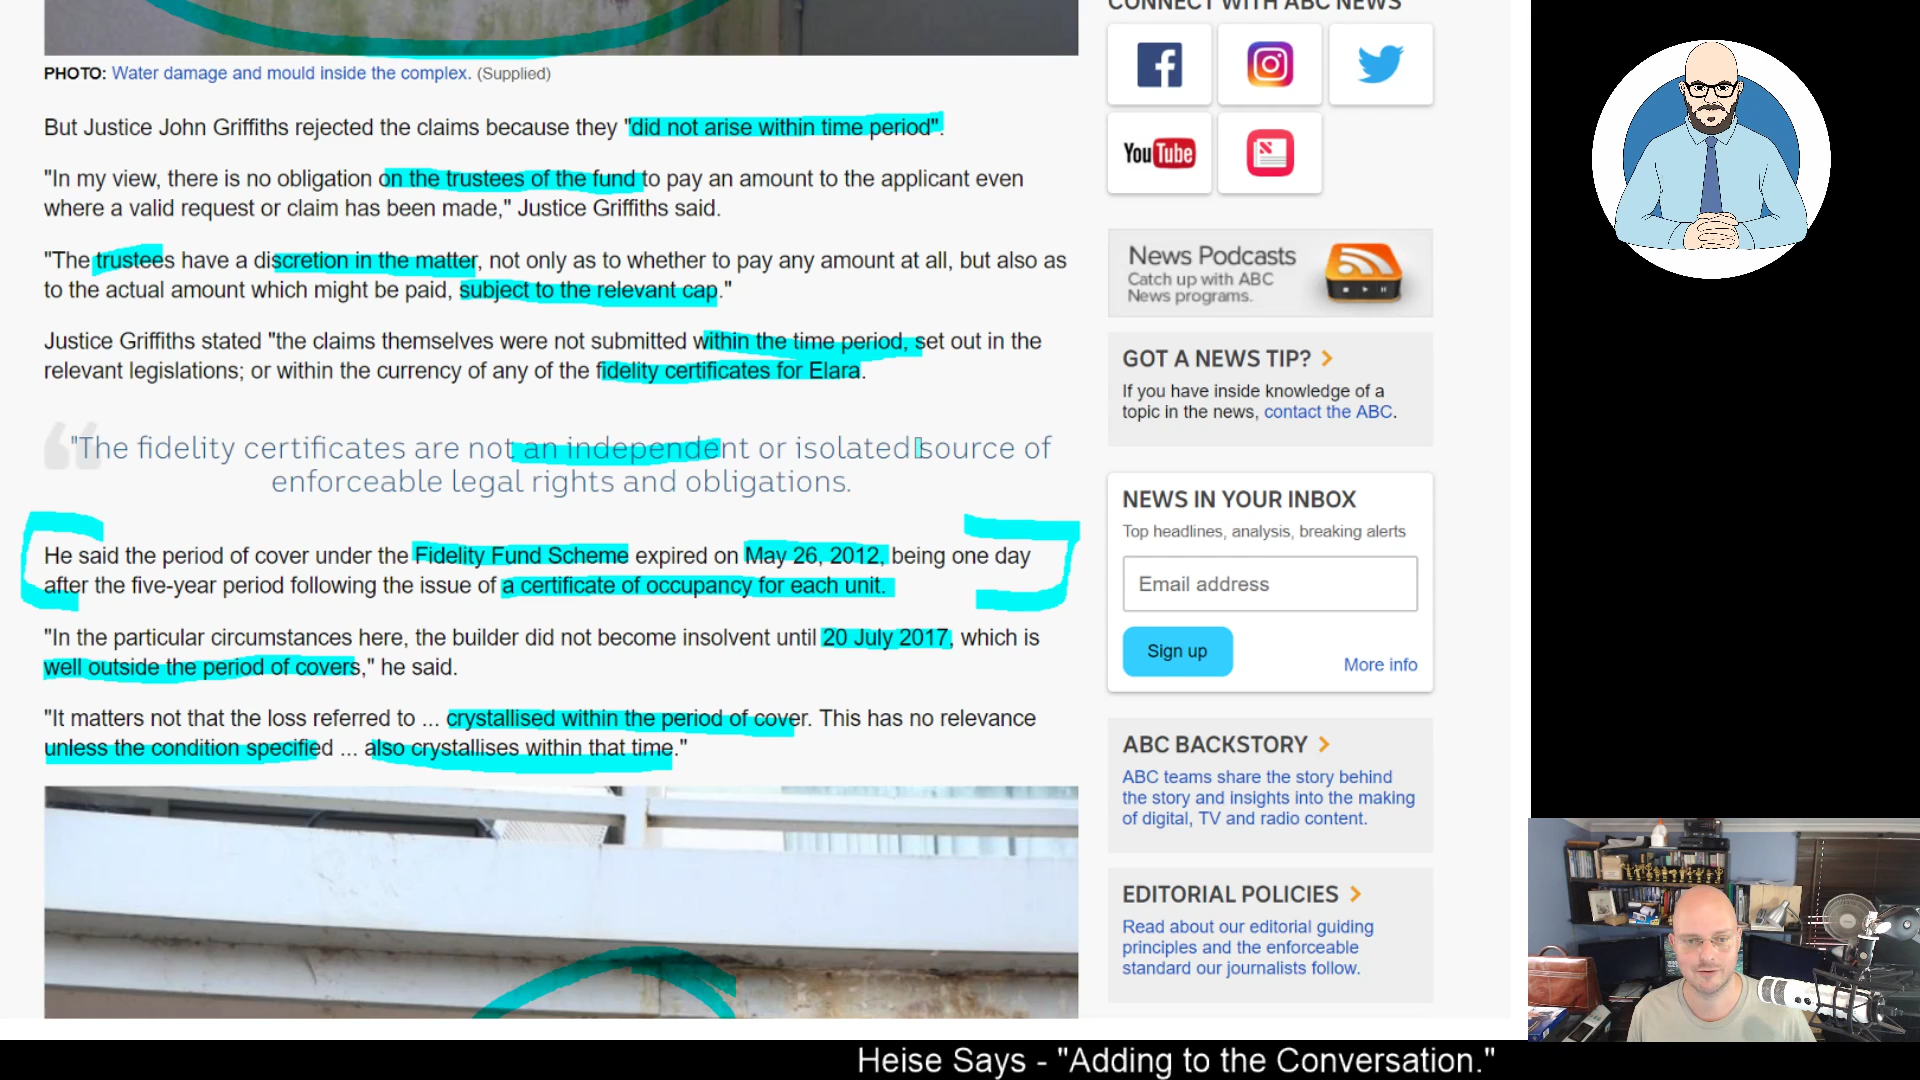 PHOTO: Water damage and mould inside the complex. (Supplied)
But Justice John Griffiths rejected the claims because they "did not arise within time period".
"In my view, there is no obligation on the trustees of the fund to pay an amount to the applicant even
where a valid request or claim has been made," Justice Griffiths said.
"The trustees have a discretion in the matter, not only as to whether to pay any amount at all, but also as
to the actual amount which might be paid, subject to the relevant cap."
Justice Griffiths stated "the claims themselves were not submitted within the time period, set out in the
relevant legislations; or within the currency of any of the fidelity certificates for Elara.
"The fidelity certificates are not an independent or isolated source of
enforceable legal rights and obligations.
He said the period of cover under the Fidelity Fund Scheme expired on May 26, 2012, being one day
after the five-year period following the issue of a certificate of occupancy for each unit.
"In the particular circumstances here, the builder did not become insolvent until 20 July 2017, which is
well outside the period of covers," he said.
"It matters not that the loss referred to ... crystallised within the period of cover. This has no relevance
unless the condition specified ... also crystallises within that time."
CONNECT WITH ABC NEWS
YouTube
News Podcasts
Catch up with ABC
News programs.
GOT A NEWS TIP?
If you have inside knowledge of a
topic in the news, contact the ABC.
NEWS IN YOUR INBOX
Top headlines, analysis, breaking alerts
Email address
Sign up
More info
ABC BACKSTORY
ABC teams share the story behind
the story and insights into the making
of digital, TV and radio content.
EDITORIAL POLICIES
Read about our editorial guiding
principles and the enforceable
standard our journalists follow.
Heise Says - "Adding to the Conversation."